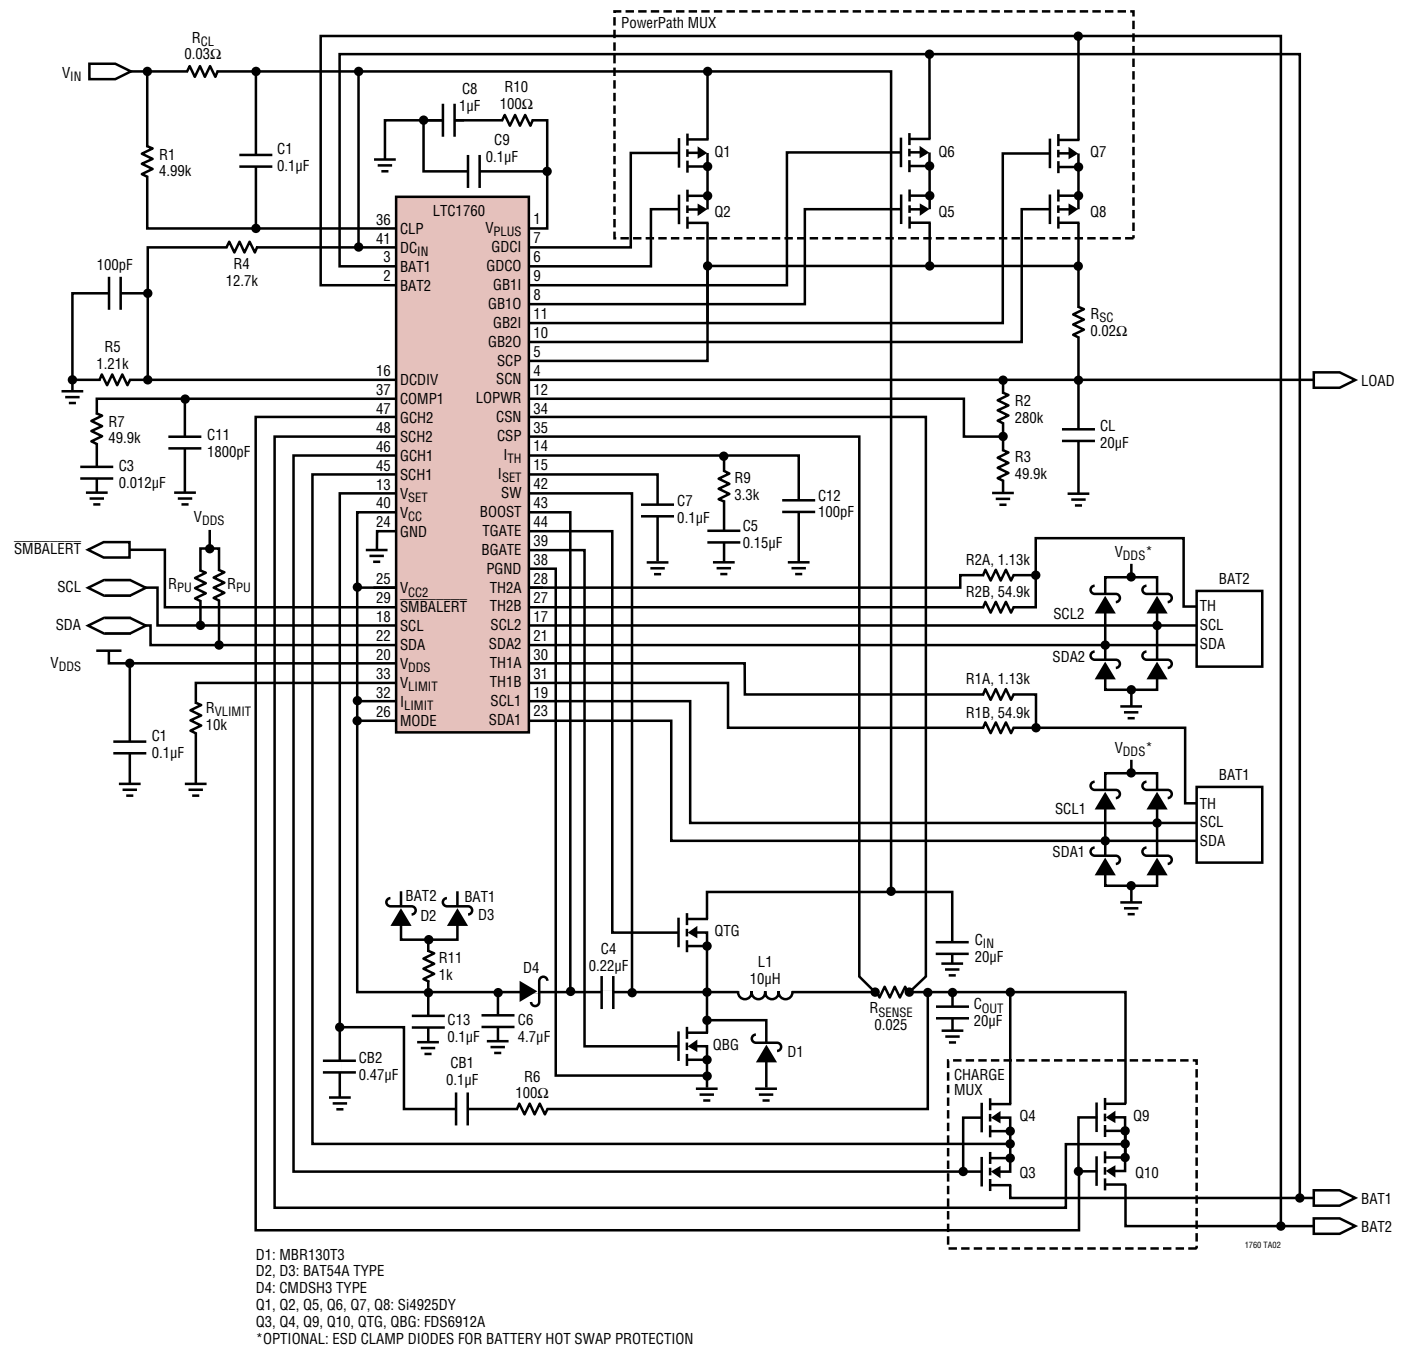 PowerPath MUX
VIN
RCL
0.03Ω
C8
1µF
R10
100Ω
C9
0.1µF
R1
4.99k
C1
0.1µF
Q1
Q2
Q6
Q5
Q7
Q8
LTC1760
36 CLP
41 DCIN
3 BAT1
2 BAT2
16 DCDIV
37 COMP1
47 GCH2
48 SCH2
46 GCH1
45 SCH1
13 VSET
40 VCC
24 GND
25 VCC2
29 SMBALERT
18 SCL
22 SDA
20 VDDS
33 VLIMIT
32 ILIMIT
26 MODE
VPLUS 1
GDCI 7
GDCO 6
GB1I 9
GB1O 8
GB2I 11
GB2O 10
SCP 5
SCN 4
LOPWR 12
CSN 34
CSP 35
ITH 14
ISET 15
SW 42
BOOST 43
TGATE 44
BGATE 39
PGND 38
TH2A 28
TH2B 27
SCL2 17
SDA2 21
TH1A 30
TH1B 31
SCL1 19
SDA1 23
R4
12.7k
100pF
R5
1.21k
R7
49.9k
C11
1800pF
C3
0.012µF
VDDS
SMBALERT
RPU
RPU
SCL
SDA
VDDS
RVLIMIT
10k
C1
0.1µF
RSC
0.02Ω
LOAD
R2
280k
CL
20µF
R3
49.9k
R9
3.3k
C7
0.1µF
C12
100pF
C5
0.15µF
R2A, 1.13k
R2B, 54.9k
VDDS*
BAT2
TH
SCL
SDA
SCL2
SDA2
R1A, 1.13k
R1B, 54.9k
VDDS*
BAT1
TH
SCL
SDA
SCL1
SDA1
BAT2
D2
BAT1
D3
R11
1k
D4
C4
0.22µF
QTG
L1
10µH
CIN
20µF
C13
0.1µF
C6
4.7µF
QBG
D1
RSENSE
0.025
COUT
20µF
CB2
0.47µF
CB1
0.1µF
R6
100Ω
CHARGE
MUX
Q4
Q9
Q3
Q10
BAT1
BAT2
1760 TA02
D1: MBR130T3
D2, D3: BAT54A TYPE
D4: CMDSH3 TYPE
Q1, Q2, Q5, Q6, Q7, Q8: Si4925DY
Q3, Q4, Q9, Q10, QTG, QBG: FDS6912A
*OPTIONAL: ESD CLAMP DIODES FOR BATTERY HOT SWAP PROTECTION